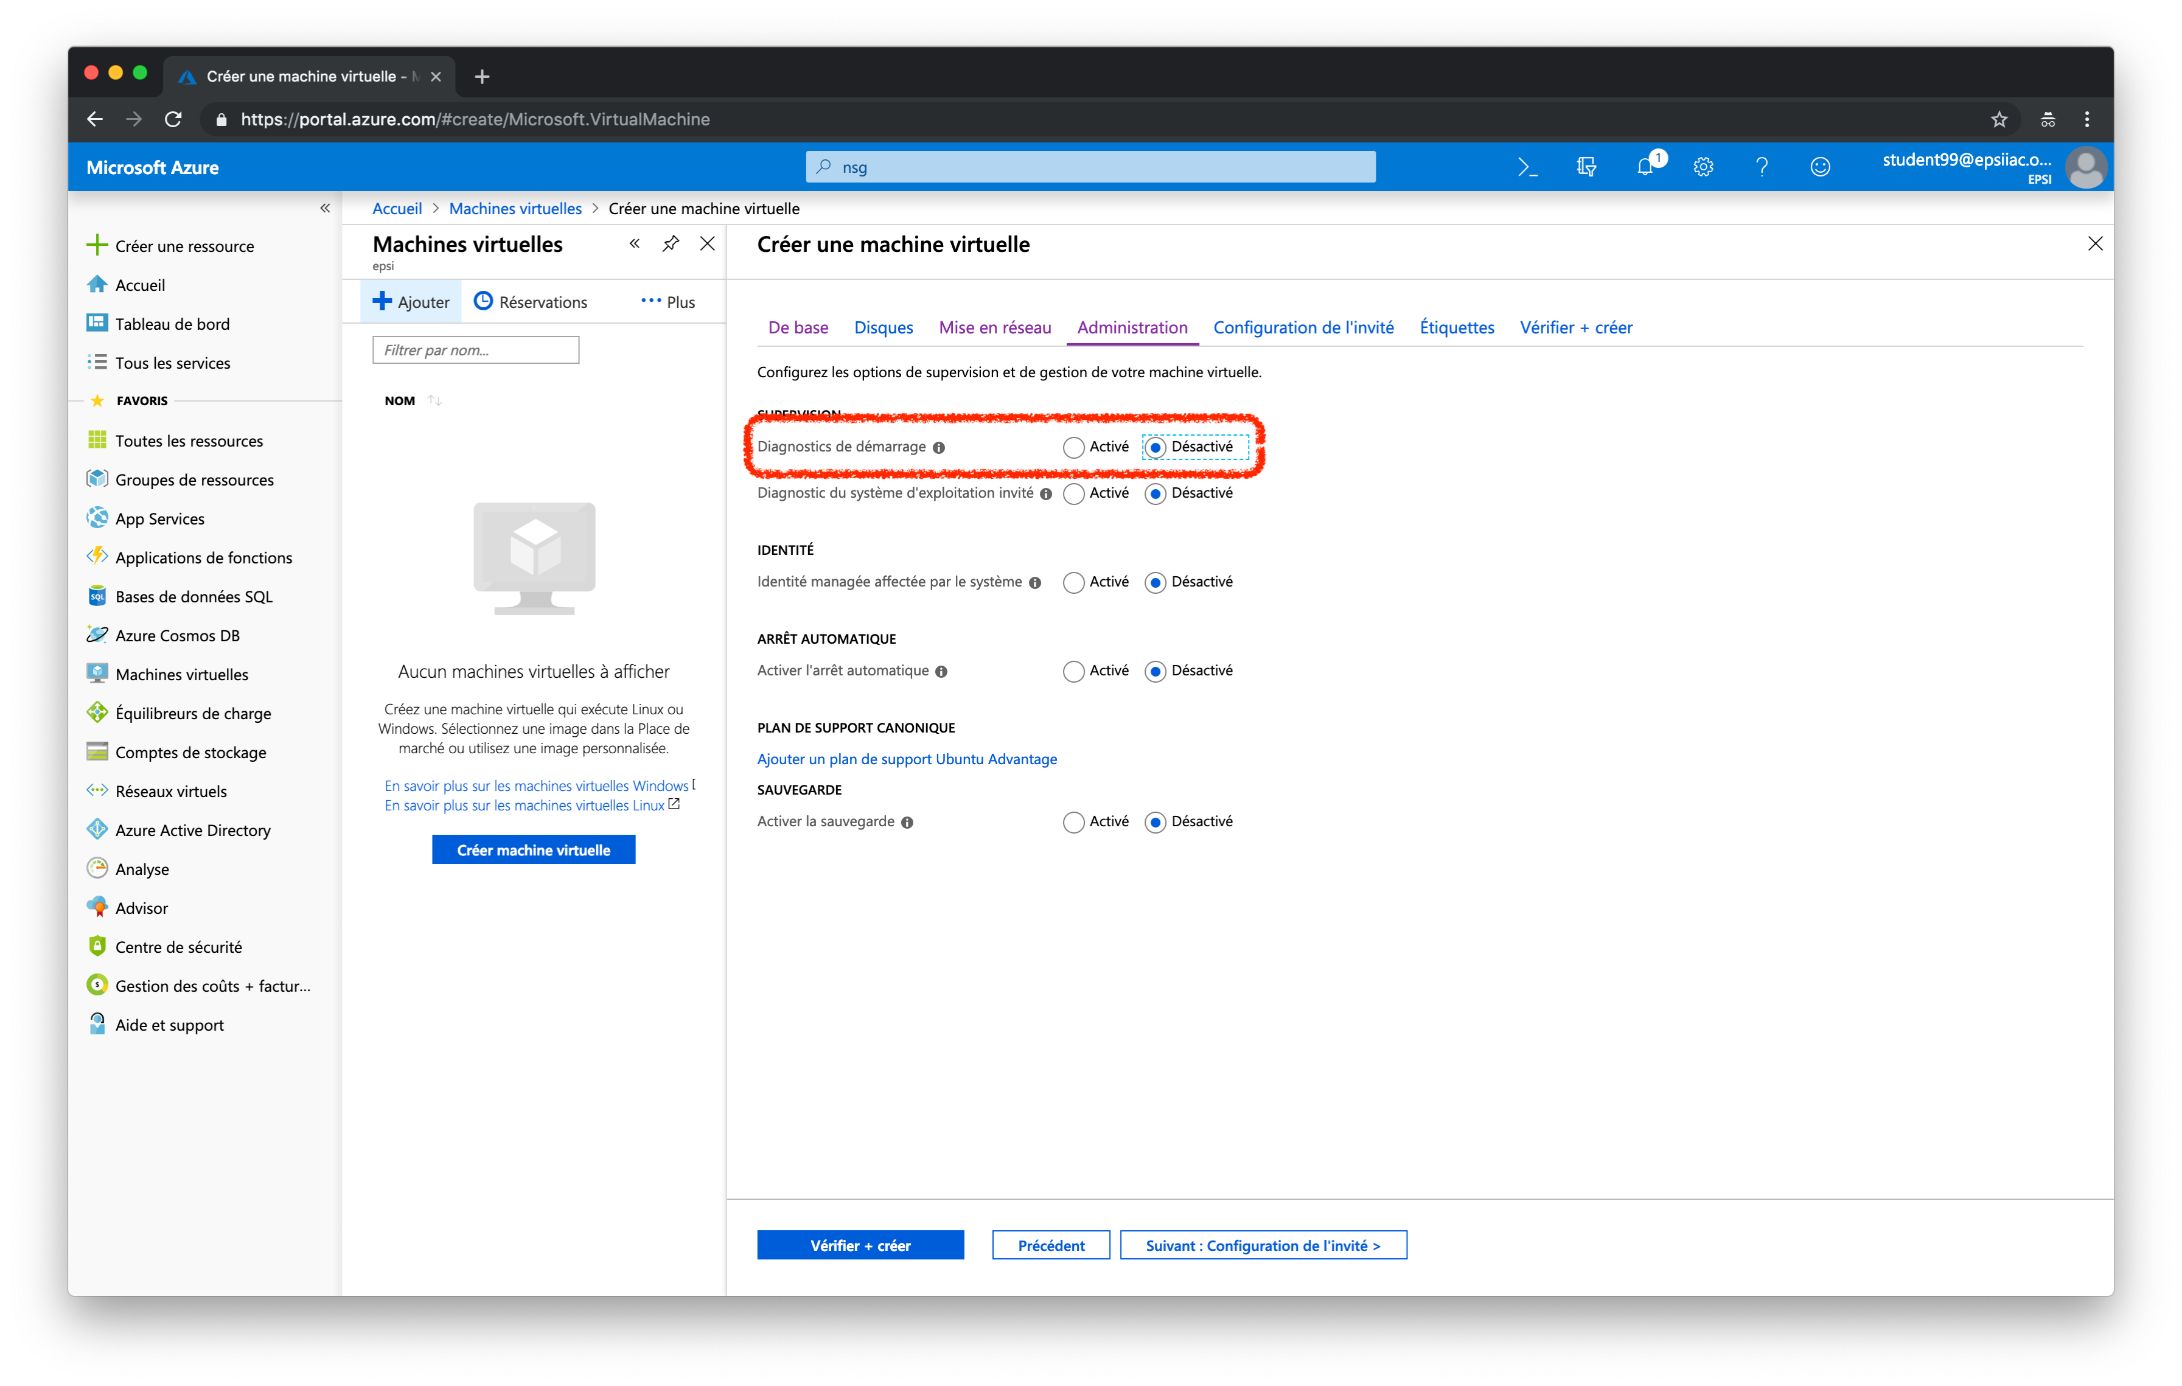 Créer une machine virtuelle - M
https://portal.azure.com/#create/Microsoft.VirtualMachine
Microsoft Azure
nsg
1
student99@epsiiac.o...
EPSI
Accueil > Machines virtuelles > Créer une machine virtuelle
Créer une ressource
Accueil
Tableau de bord
Tous les services
FAVORIS
Toutes les ressources
Groupes de ressources
App Services
Applications de fonctions
SQL
Bases de données SQL
Azure Cosmos DB
Machines virtuelles
Équilibreurs de charge
Comptes de stockage
Réseaux virtuels
Azure Active Directory
Analyse
Advisor
Centre de sécurité
Gestion des coûts + factur...
Aide et support
Machines virtuelles
epsi
Ajouter
Réservations
Plus
Filtrer par nom...
NOM
Aucun machines virtuelles à afficher
Créez une machine virtuelle qui exécute Linux ou
Windows. Sélectionnez une image dans la Place de
marché ou utilisez une image personnalisée.
En savoir plus sur les machines virtuelles Windows
En savoir plus sur les machines virtuelles Linux
Créer machine virtuelle
Créer une machine virtuelle
De base Disques Mise en réseau Administration Configuration de l'invité Étiquettes Vérifier + créer
Configurez les options de supervision et de gestion de votre machine virtuelle.
SUPERVISION
Diagnostics de démarrage Activé Désactivé
Diagnostic du système d'exploitation invité Activé Désactivé
IDENTITÉ
Identité managée affectée par le système Activé Désactivé
ARRÊT AUTOMATIQUE
Activer l'arrêt automatique Activé Désactivé
PLAN DE SUPPORT CANONIQUE
Ajouter un plan de support Ubuntu Advantage
SAUVEGARDE
Activer la sauvegarde Activé Désactivé
Vérifier + créer
Précédent
Suivant : Configuration de l'invité >